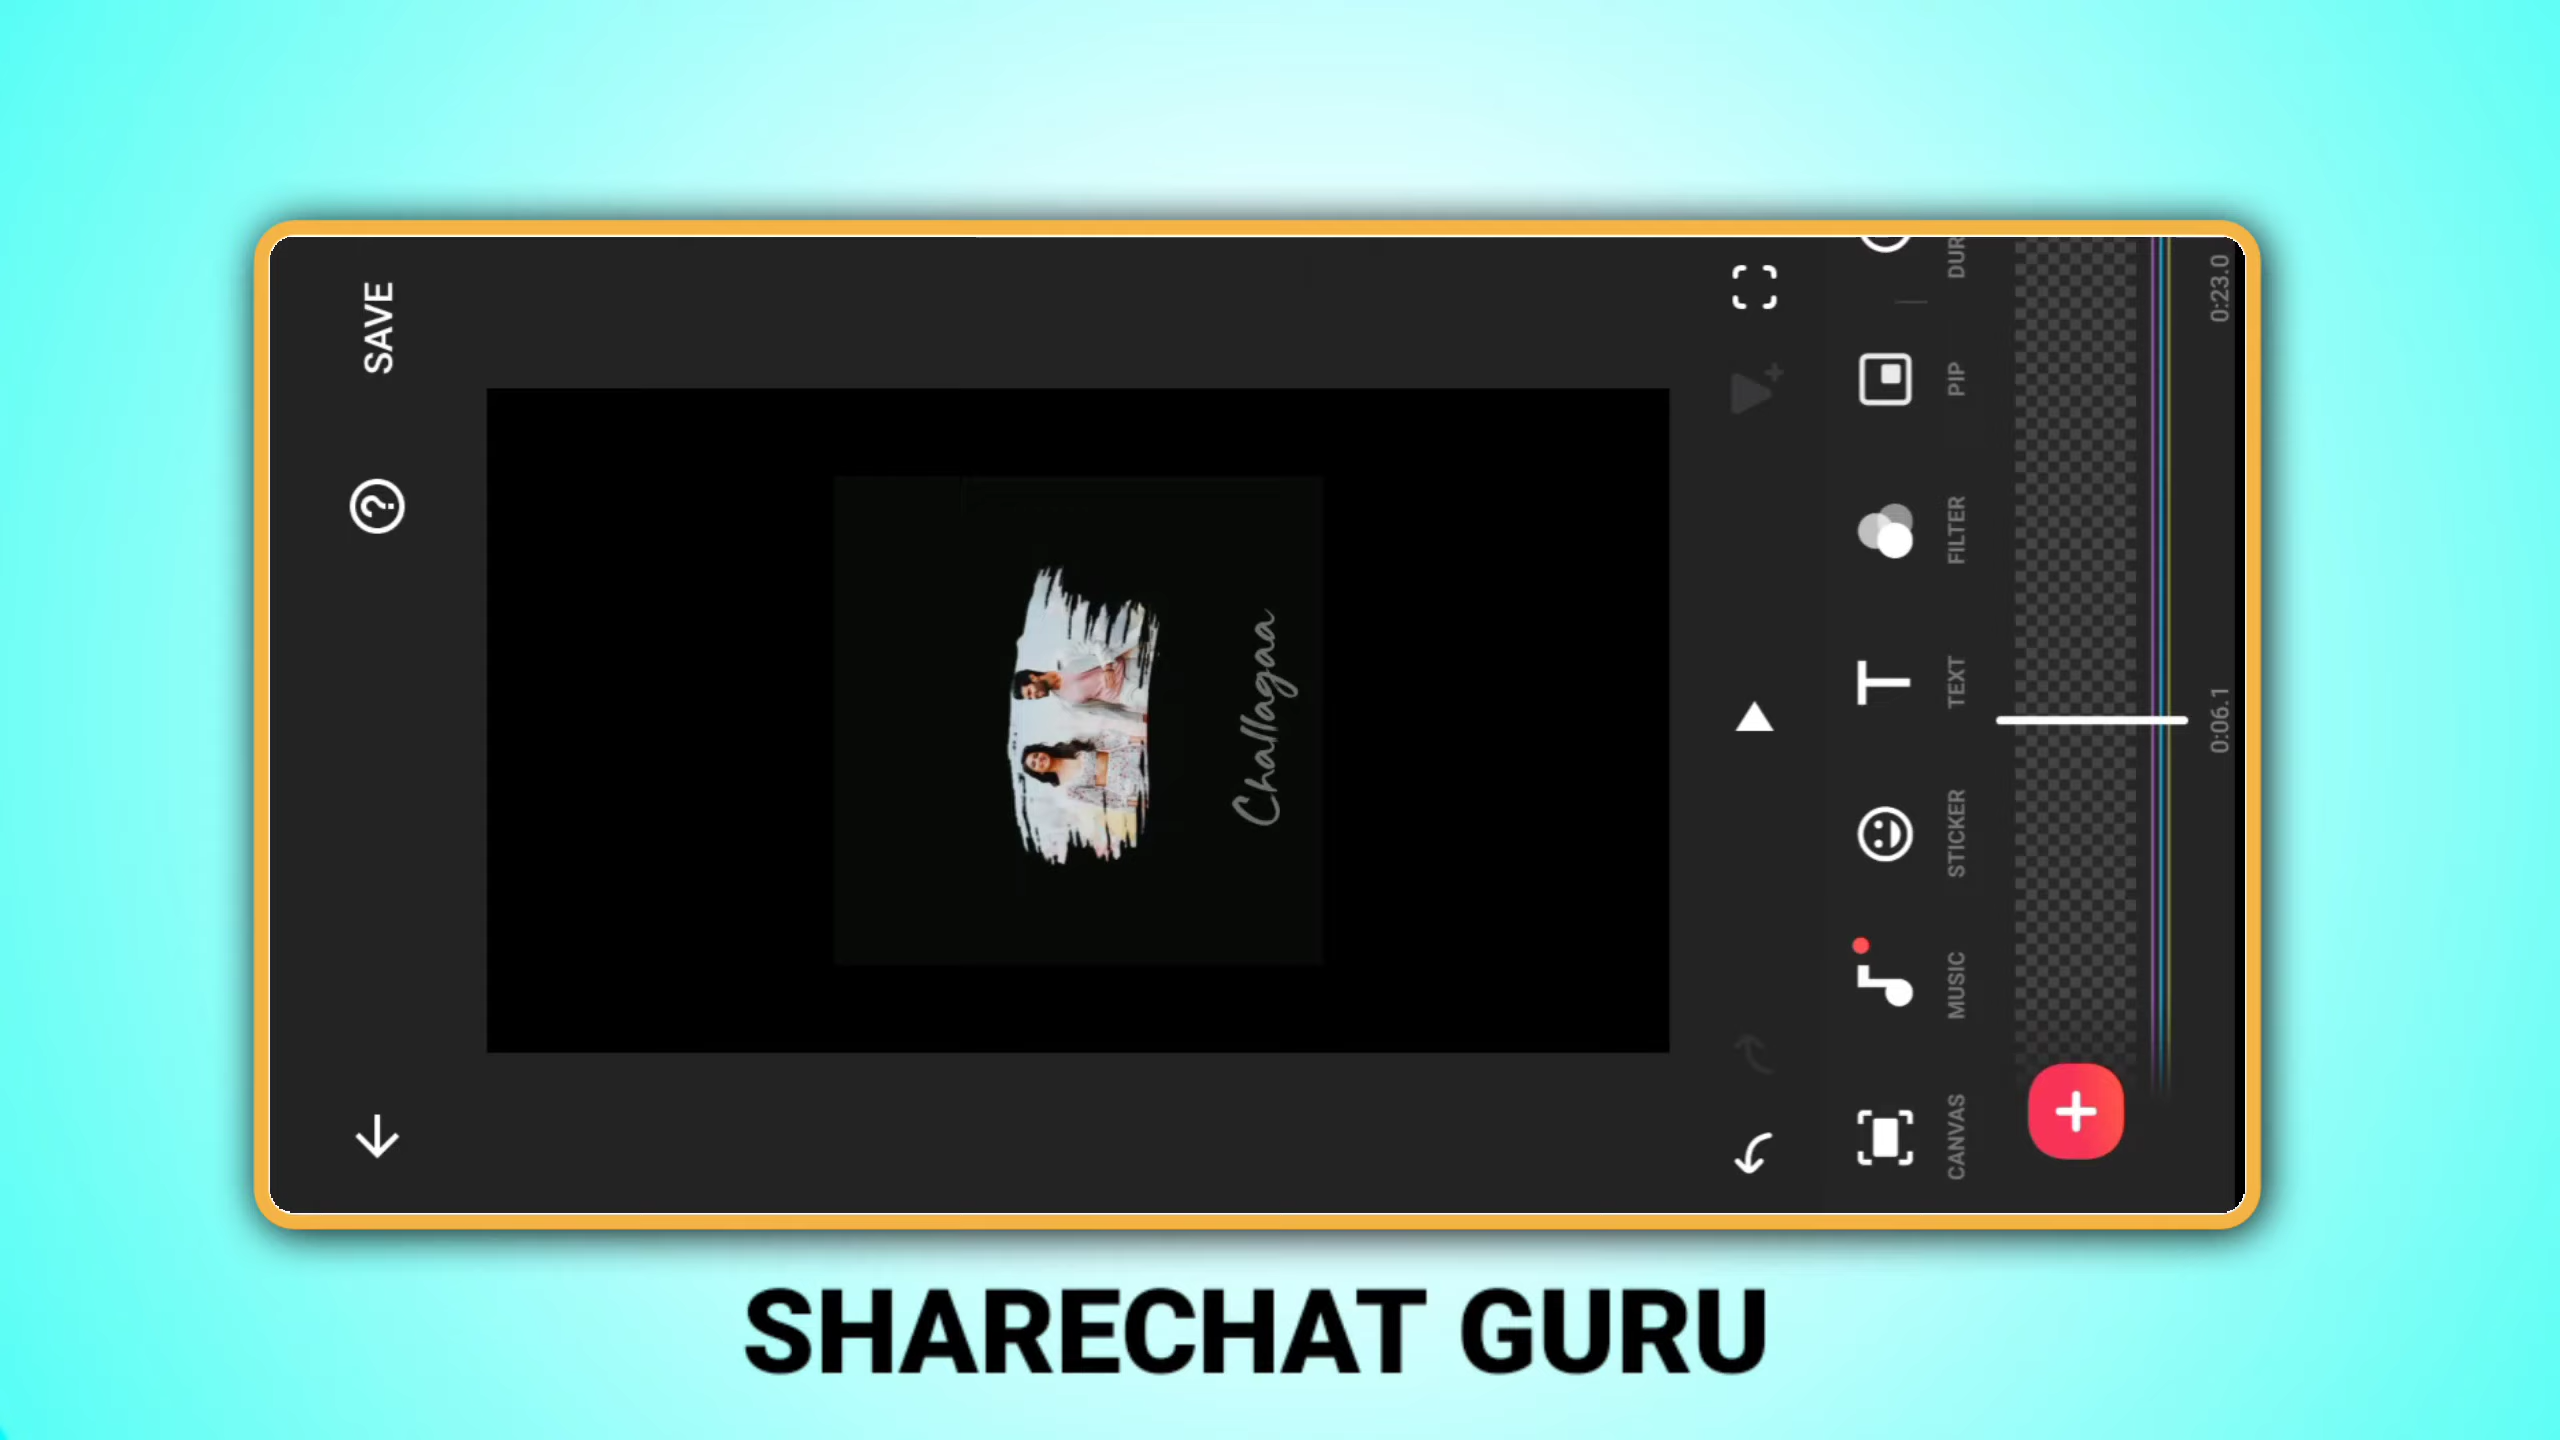 SAVE
Challagaa
CANVAS
MUSIC
STICKER
TEXT
FILTER
PIP
DUR
0:06.1
0:23.0
SHARECHAT GURU